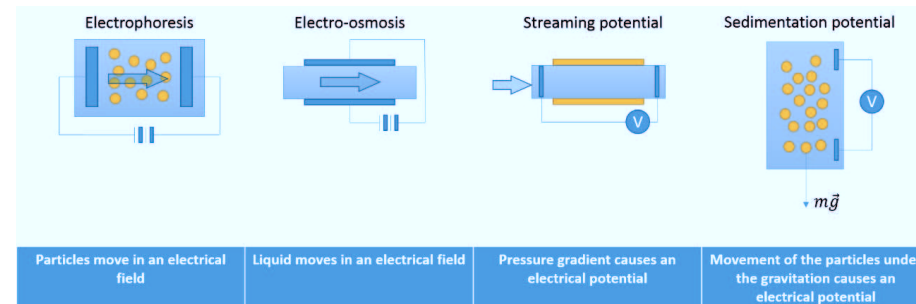 Electrophoresis
Electro-osmosis
Streaming potential
Sedimentation potential
V
V
mg⃗
Particles move in an electrical
field
Liquid moves in an electrical field
Pressure gradient causes an
electrical potential
Movement of the particles unde
the gravitation causes an
electrical potential